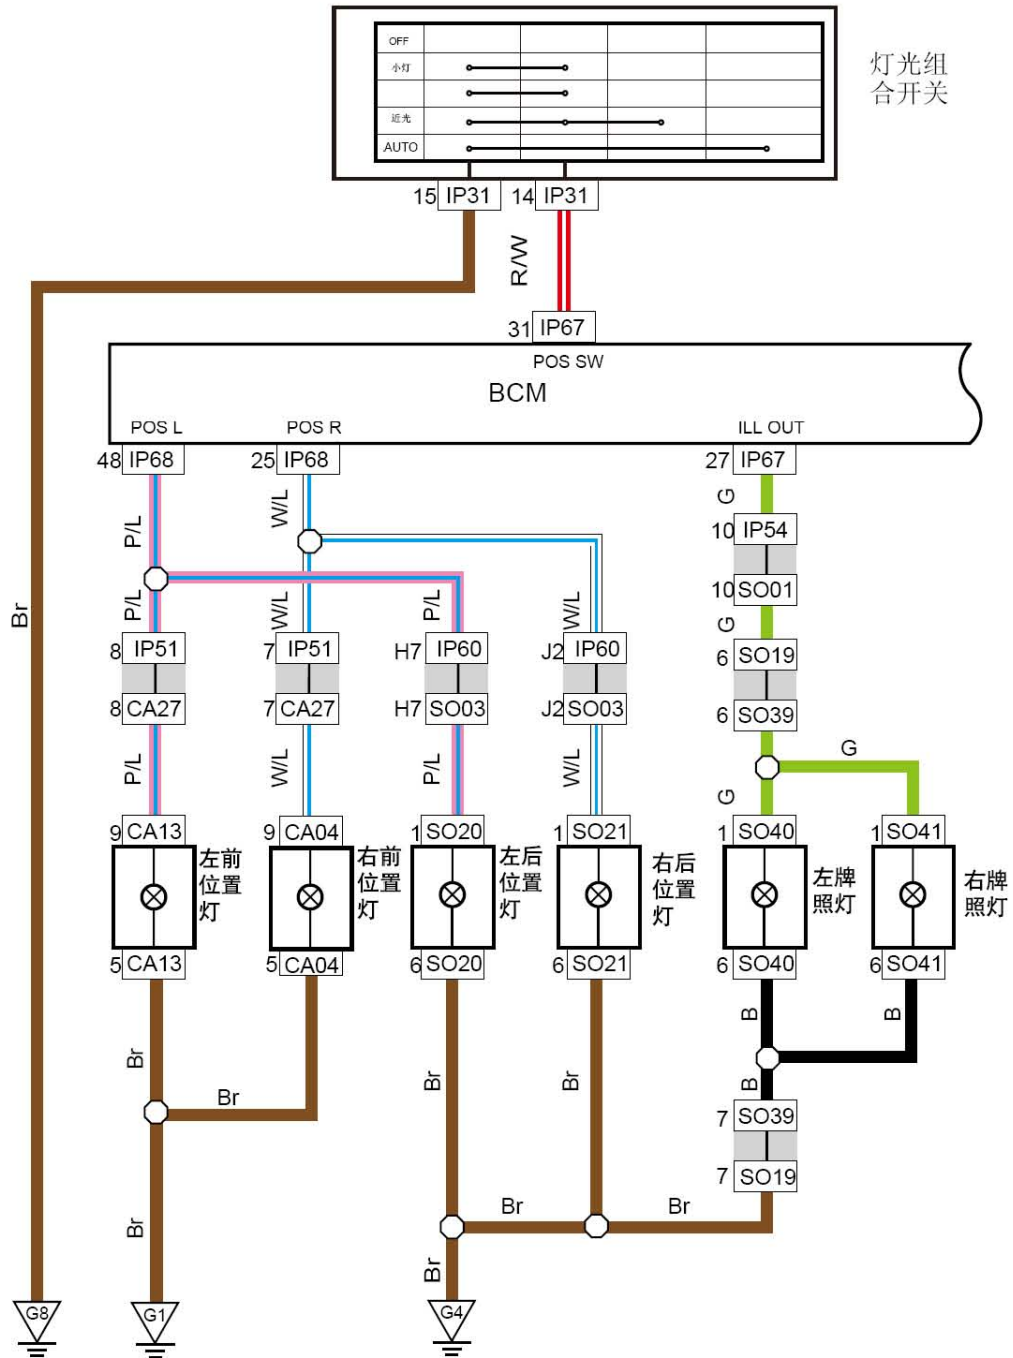 OFF
小灯
近光
AUTO
灯光组
合开关
15 IP31
14 IP31
R/W
31 IP67
POS SW
BCM
POS L
POS R
ILL OUT
48 IP68
25 IP68
27 IP67
P/L
W/L
G
10 IP54
10 SO01
Br
P/L
W/L
P/L
W/L
G
8 IP51
7 IP51
H7 IP60
J2 IP60
6 SO19
8 CA27
7 CA27
H7 SO03
J2 SO03
6 SO39
P/L
W/L
P/L
W/L
G
G
9 CA13
9 CA04
1 SO20
1 SO21
1 SO40
1 SO41
左前
位置
灯
右前
位置
灯
左后
位置
灯
右后
位置
灯
左牌
照灯
右牌
照灯
5 CA13
5 CA04
6 SO20
6 SO21
6 SO40
6 SO41
B
B
Br
Br
Br
Br
B
7 SO39
7 SO19
Br
Br
Br
Br
G8
G1
G4